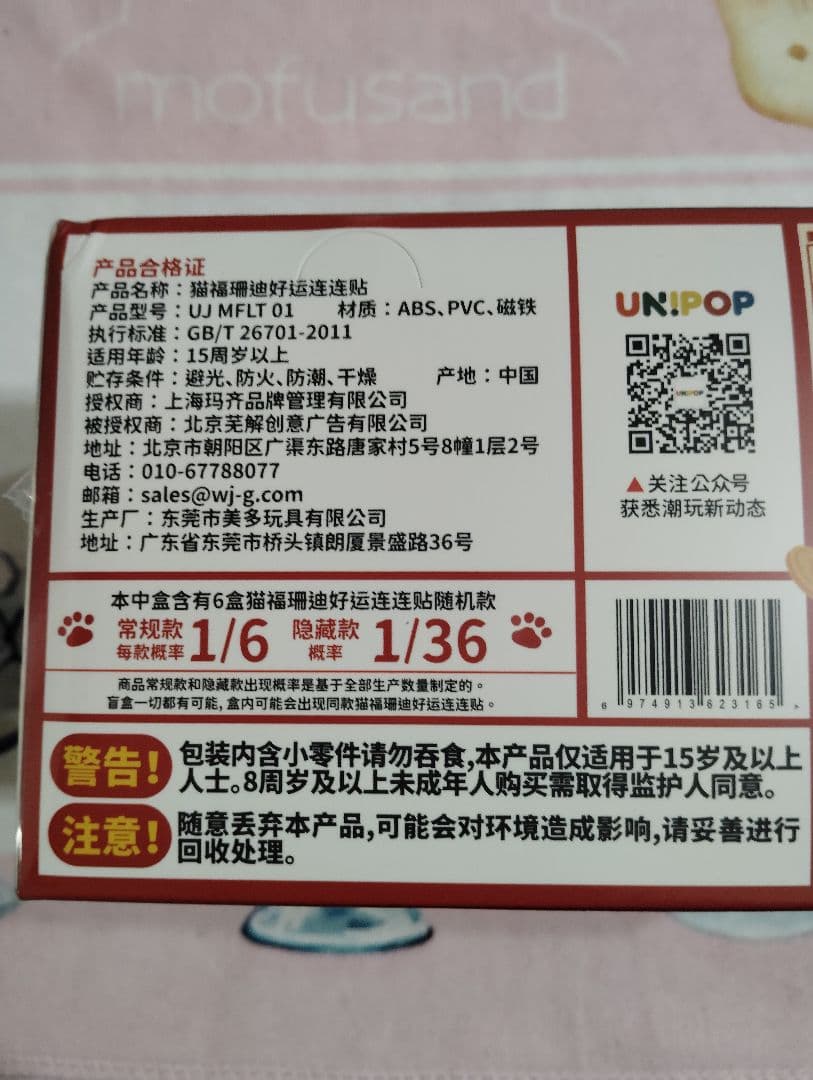 mofusand
产品合格证
产品名称：猫福珊迪好运连连贴
产品型号：UJ MFLT 01 材质：ABS、PVC、磁铁
执行标准：GB/T 26701-2011
适用年龄：15周岁以上
贮存条件：避光、防火、防潮、干燥 产地：中国
授权商：上海玛齐品牌管理有限公司
被授权商：北京芜解创意广告有限公司
地址：北京市朝阳区广渠东路唐家村5号8幢1层2号
电话：010-67788077
邮箱：sales@wj-g.com
生产厂：东莞市美多玩具有限公司
地址：广东省东莞市桥头镇朗厦景盛路36号
UN!POP
UNIPOP
▲关注公众号
获悉潮玩新动态
本中盒含有6盒猫福珊迪好运连连贴随机款
常规款
每款概率 1/6
隐藏款
概率 1/36
商品常规款和隐藏款出现概率是基于全部生产数量制定的。
盲盒一切都有可能，盒内可能会出现同款猫福珊迪好运连连贴。
6 974913 623165 >
警告！包装内含小零件请勿吞食，本产品仅适用于15岁及以上
人士。8周岁及以上未成年人购买需取得监护人同意。
注意！随意丢弃本产品，可能会对环境造成影响，请妥善进行
回收处理。